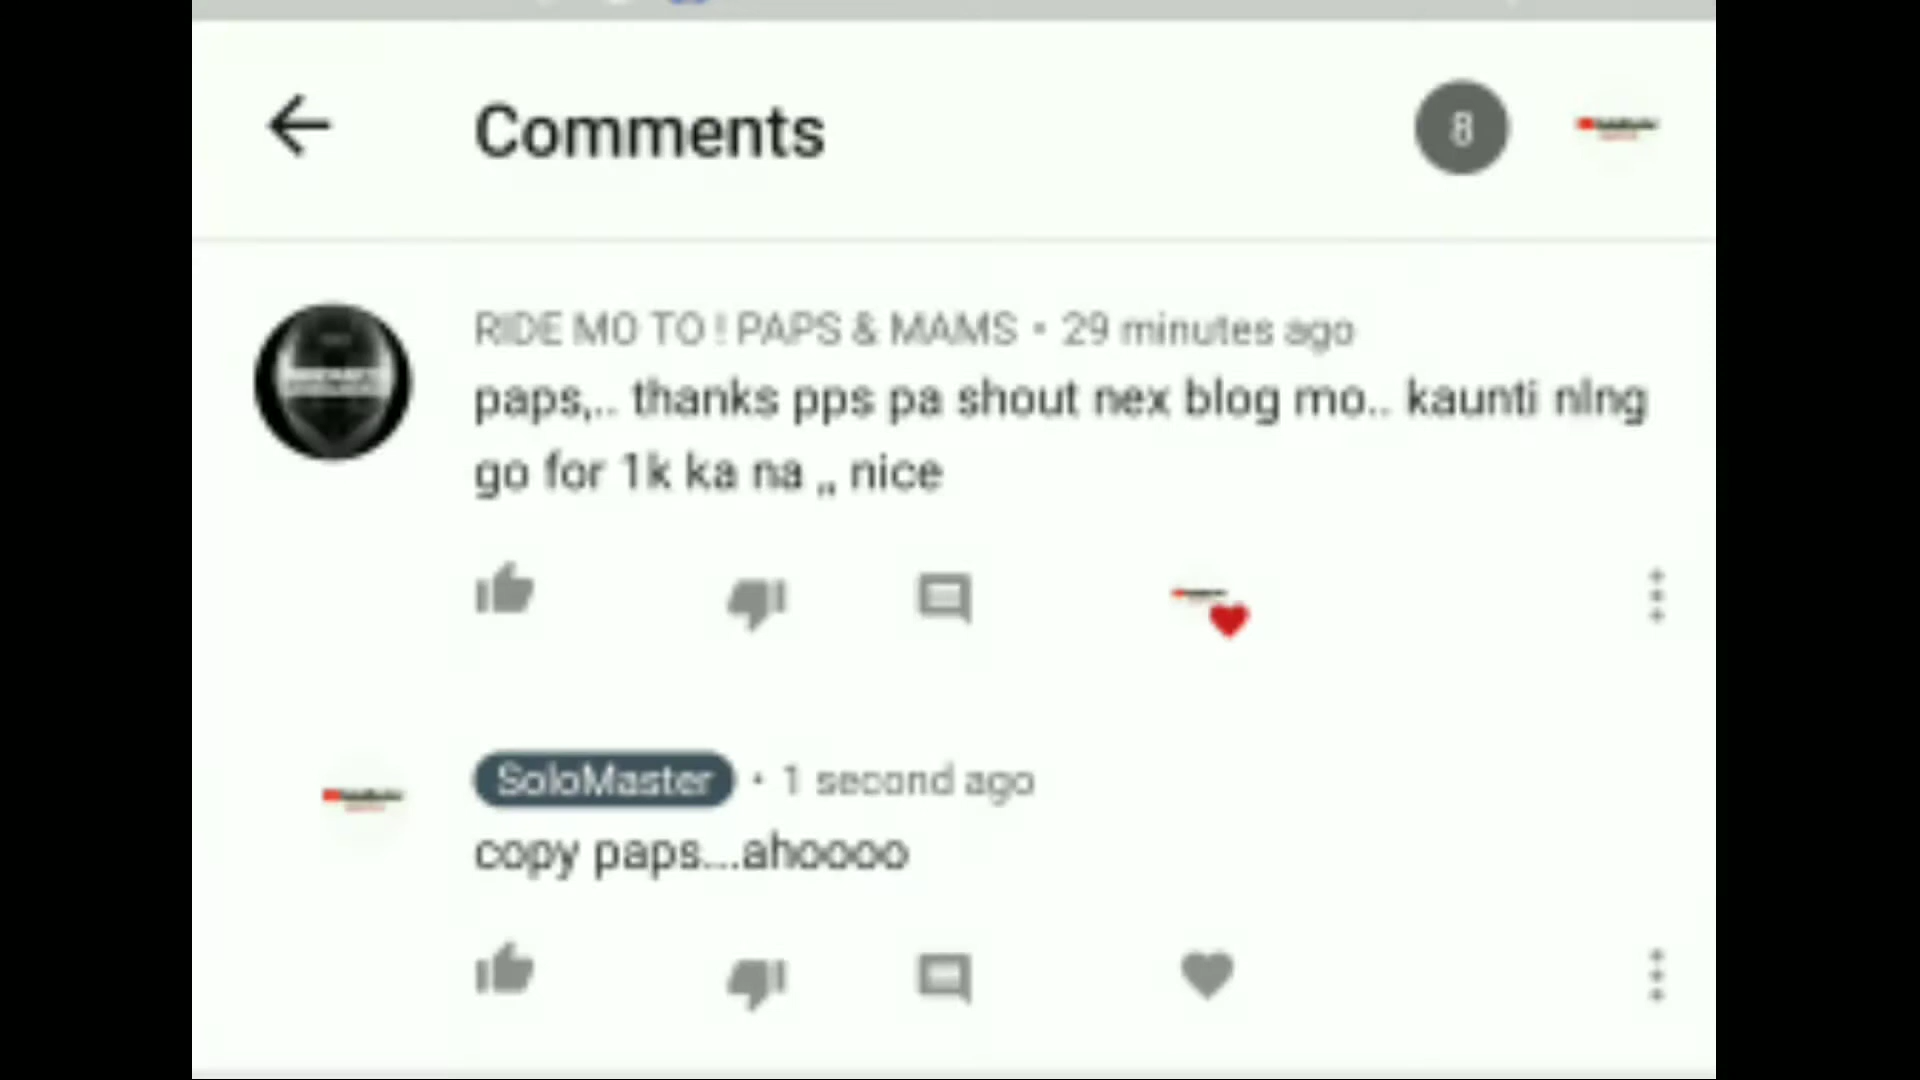 Comments
8
RIDE MO TO ! PAPS & MAMS • 29 minutes ago
paps,.. thanks pps pa shout nex blog mo.. kaunti nlng
go for 1k ka na ,, nice
SoloMaster • 1 second ago
copy paps...ahoooo